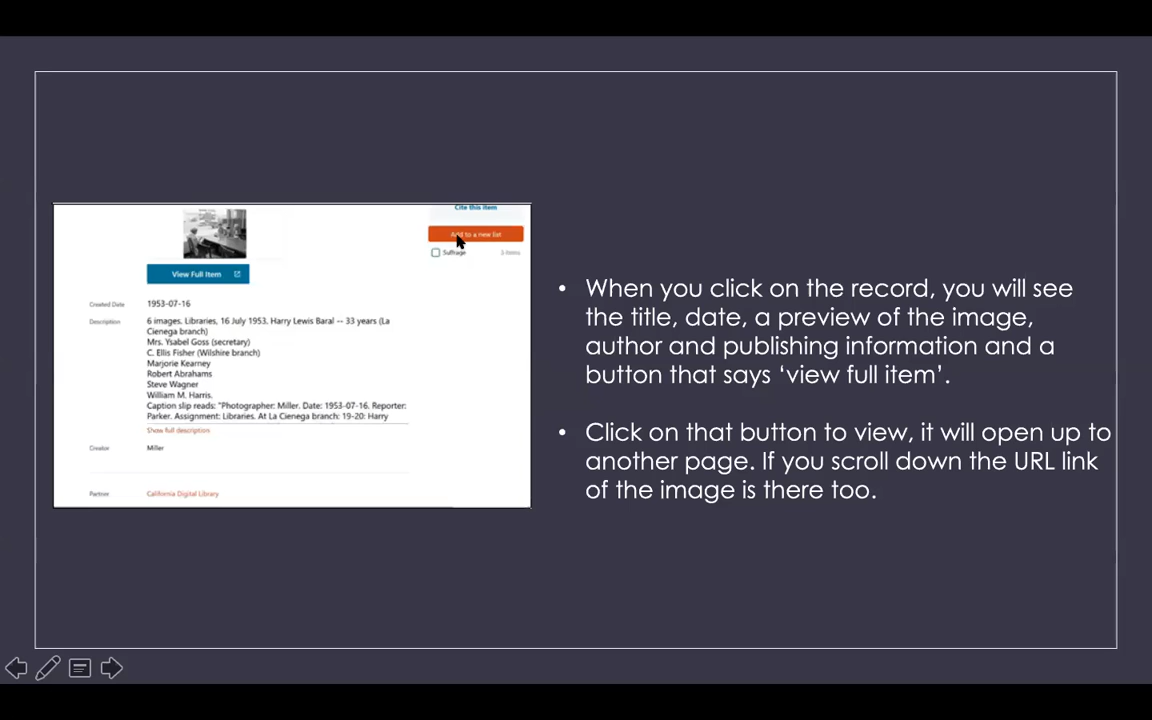 Cite this item
Add to a new list
Suffrage 3 items
View Full Item
Created Date 1953-07-16
Description 6 images. Libraries, 16 July 1953. Harry Lewis Baral -- 33 years (La
Cienega branch)
Mrs. Ysabel Goss (secretary)
C. Ellis Fisher (Wilshire branch)
Marjorie Kearney
Robert Abrahams
Steve Wagner
William M. Harris.
Caption slip reads: "Photographer: Miller. Date: 1953-07-16. Reporter:
Parker. Assignment: Libraries. At La Cienega branch: 19-20: Harry
Show full description
Creator Miller
Partner California Digital Library
• When you click on the record, you will see
the title, date, a preview of the image,
author and publishing information and a
button that says ‘view full item’.
• Click on that button to view, it will open up to
another page. If you scroll down the URL link
of the image is there too.